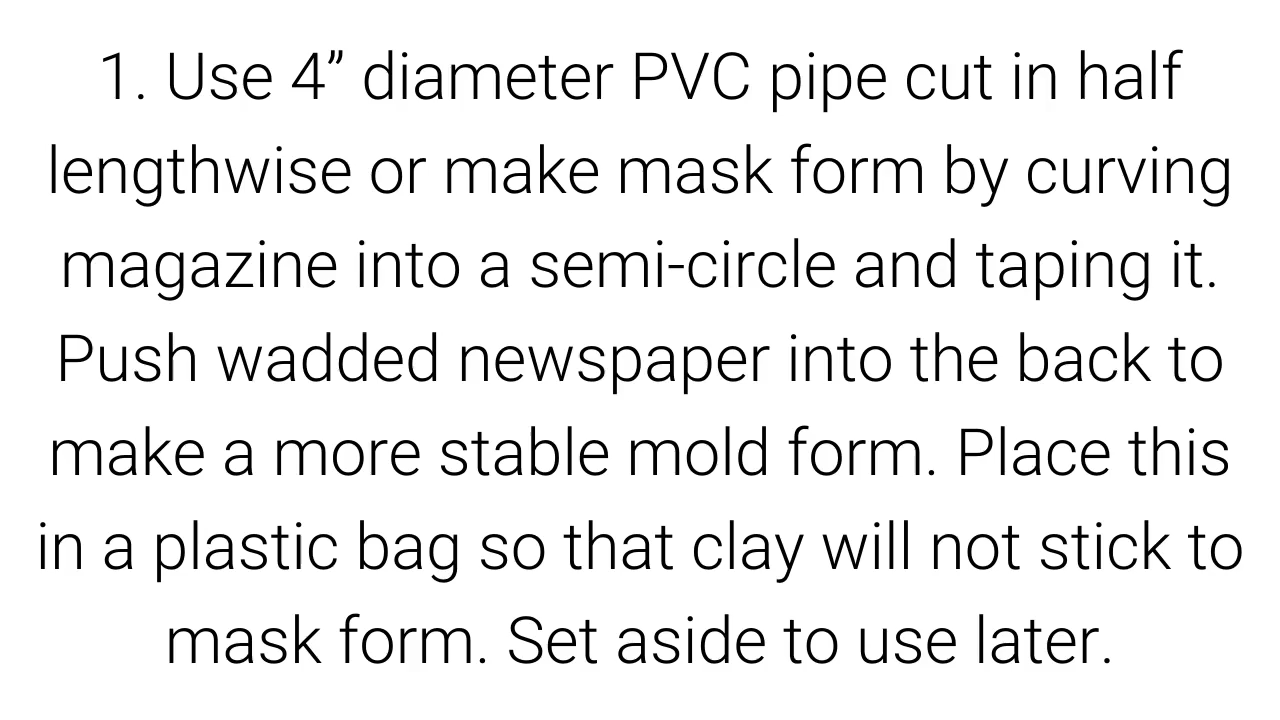 1. Use 4” diameter PVC pipe cut in half
lengthwise or make mask form by curving
magazine into a semi-circle and taping it.
Push wadded newspaper into the back to
make a more stable mold form. Place this
in a plastic bag so that clay will not stick to
mask form. Set aside to use later.